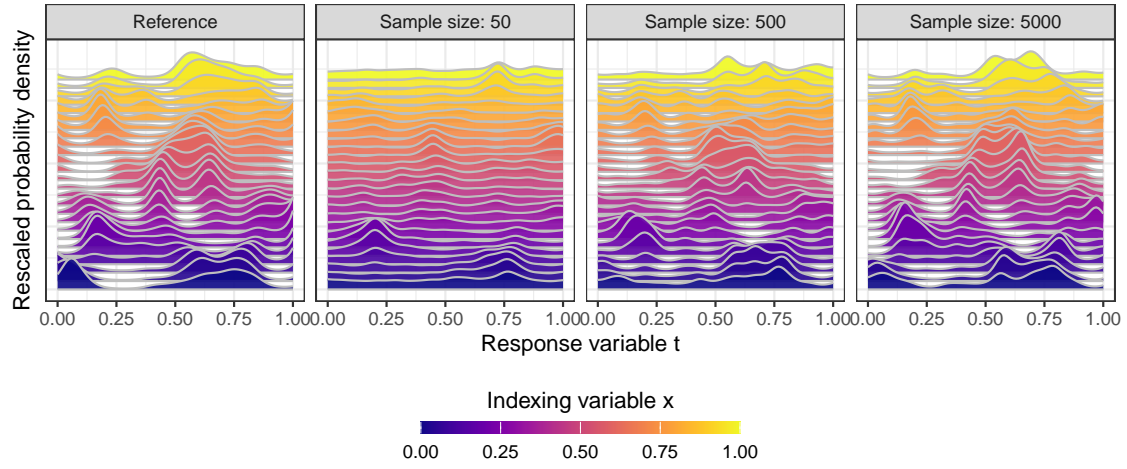 Reference Sample size: 50 Sample size: 500 Sample size: 5000
Rescaled probability density
0.00 0.25 0.50 0.75 1.00 0.00 0.25 0.50 0.75 1.00 0.00 0.25 0.50 0.75 1.00 0.00 0.25 0.50 0.75 1.00
Response variable t
Indexing variable x
0.00 0.25 0.50 0.75 1.00